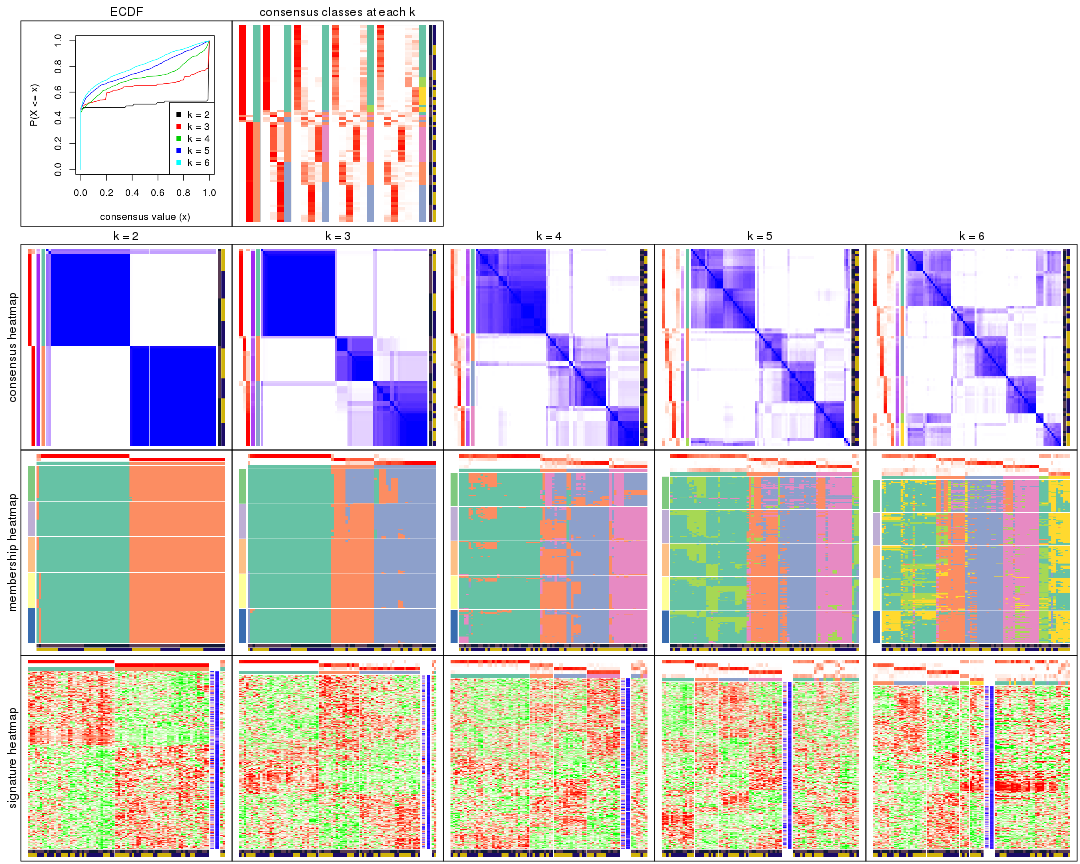 ECDF
consensus classes at each k
P(X <= x)
0.0 0.2 0.4 0.6 0.8 1.0
k = 2
k = 3
k = 4
k = 5
k = 6
0.0 0.2 0.4 0.6 0.8 1.0
consensus value (x)
k = 2
k = 3
k = 4
k = 5
k = 6
consensus heatmap
membership heatmap
signature heatmap